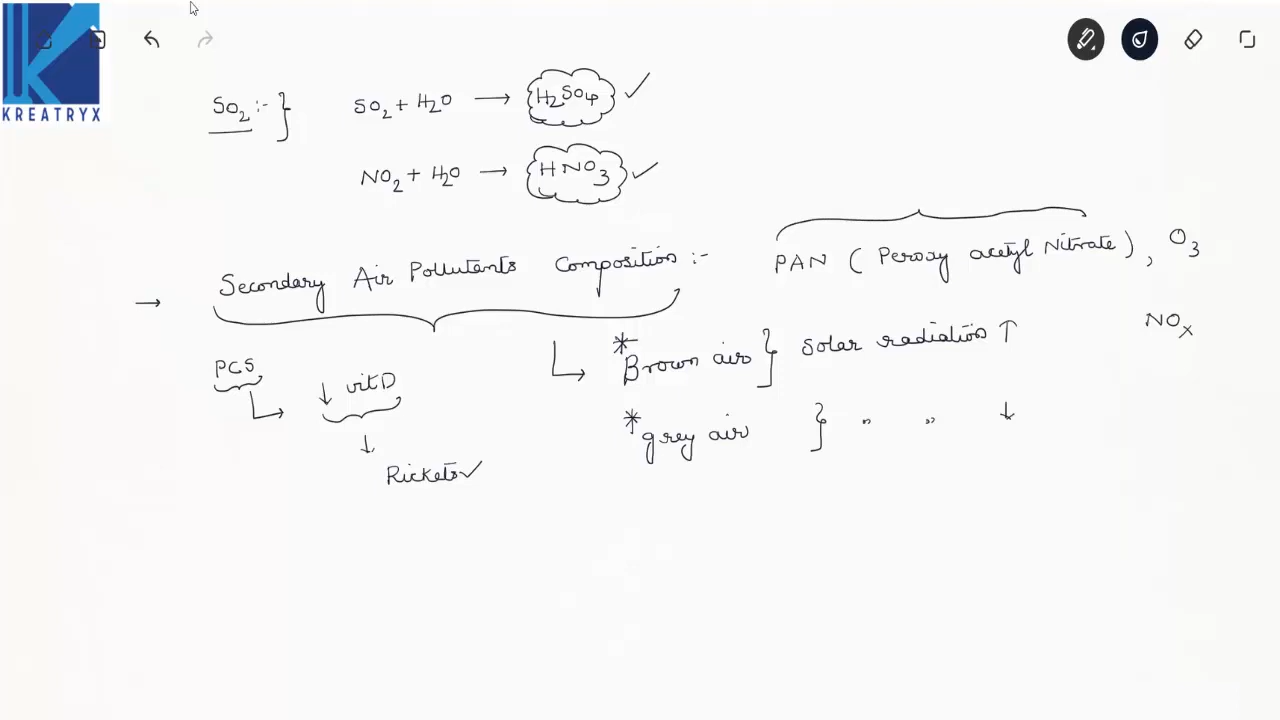 KREATRYX
SO2 :- } SO2 + H2O → H2SO4 ✓
NO2 + H2O → HNO3 ✓
→ Secondary Air Pollutants Composition :- PAN ( Peroxy acetyl Nitrate ) , O3
NOx
PCS
↓ vit D
↓
Rickets ✓
* Brown air } Solar radiation ↑
* grey air } " " ↓